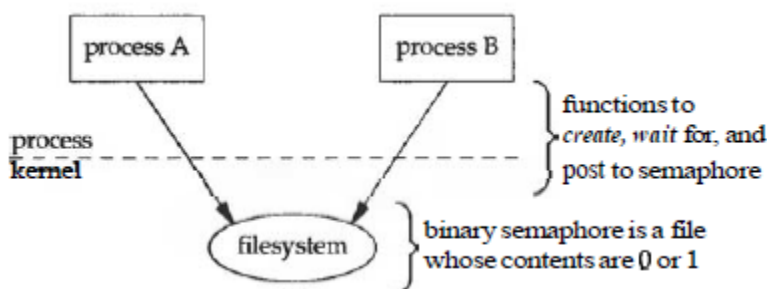 process A
process B
functions to
create, wait for, and
post to semaphore
process
kernel
filesystem
binary semaphore is a file
whose contents are 0 or 1